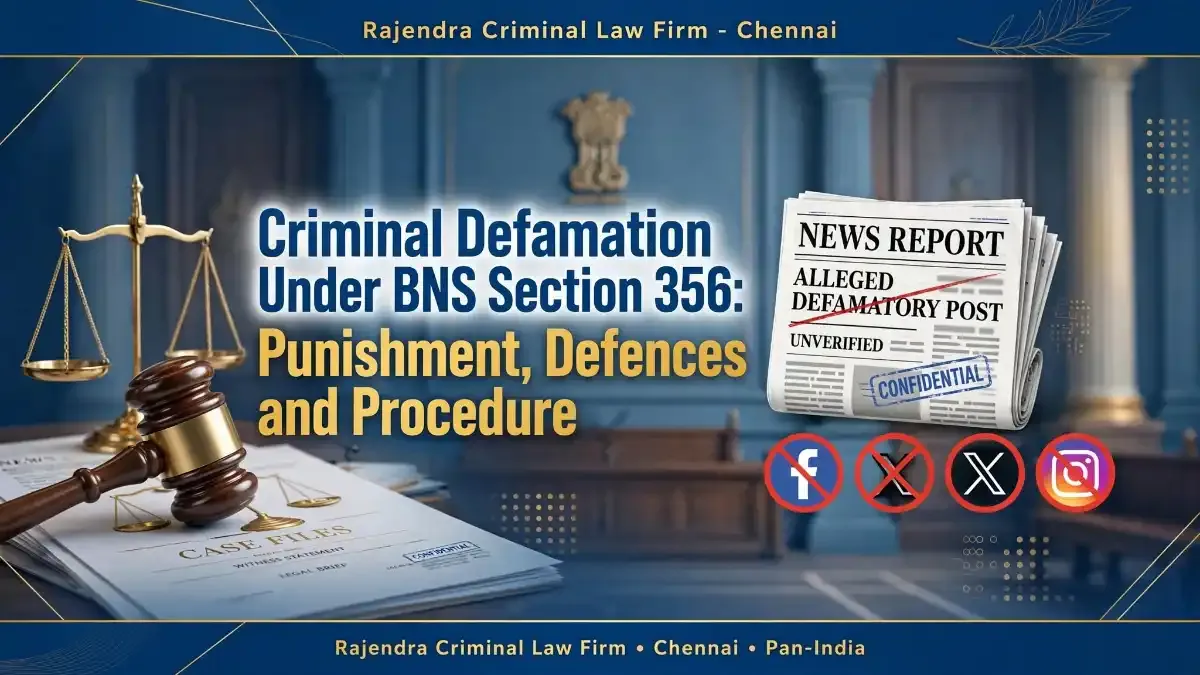 Rajendra Criminal Law Firm - Chennai
Criminal Defamation
Under BNS Section 356:
Punishment, Defences
and Procedure
NEWS REPORT
ALLEGED
DEFAMATORY POST
UNVERIFIED
CONFIDENTIAL
CASE FILES
WITNESS STATEMENT
LEGAL BRIEF
CONFIDENTIAL
Rajendra Criminal Law Firm • Chennai • Pan-India